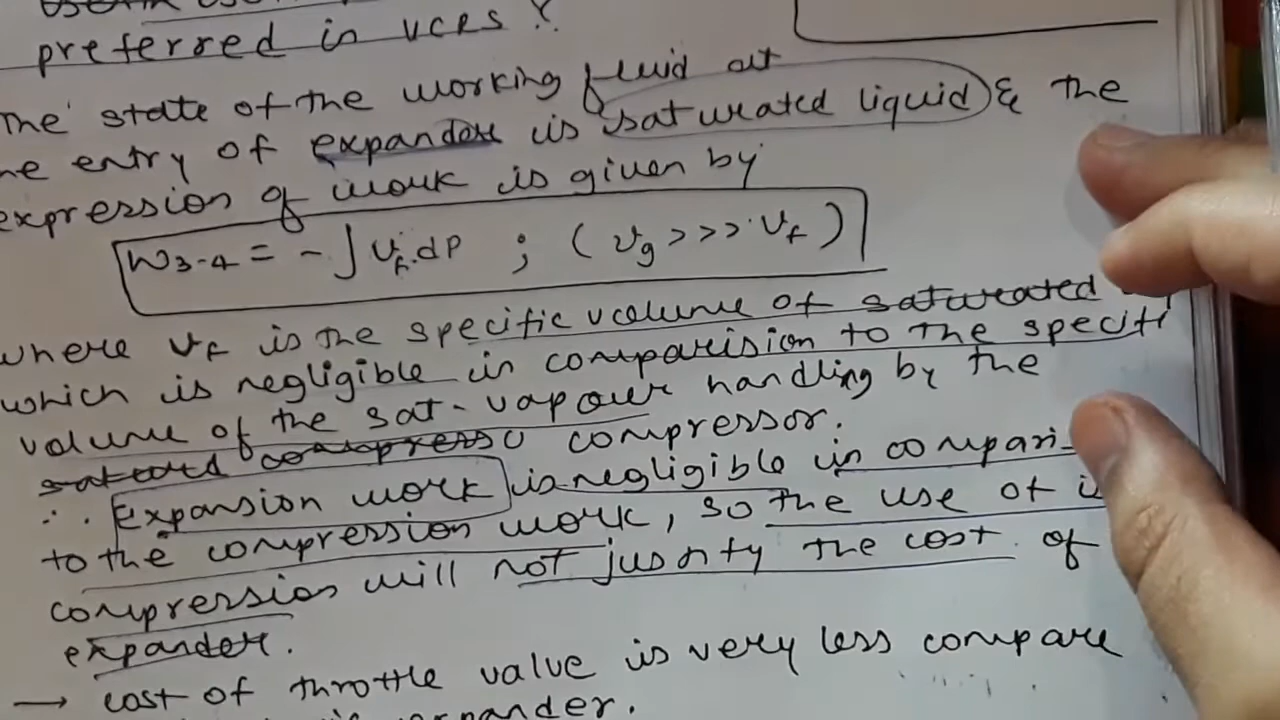 preferred in VCRS ?
The state of the working fluid at
entry of expander is saturated liquid & the
expression of work is given by
W3-4 = - ∫ Vf.dP ; (Vg >>> Vf)
where Vf is the specific volume of saturated
which is negligible in comparision to the specifi
volume of the sat. vapour handling by the
compressor.
∴ Expansion work is negligible in compari-
to the compression work, so the use of
compression will not justify the cost of
expander.
→ cost of throttle value is very less compare
expander.